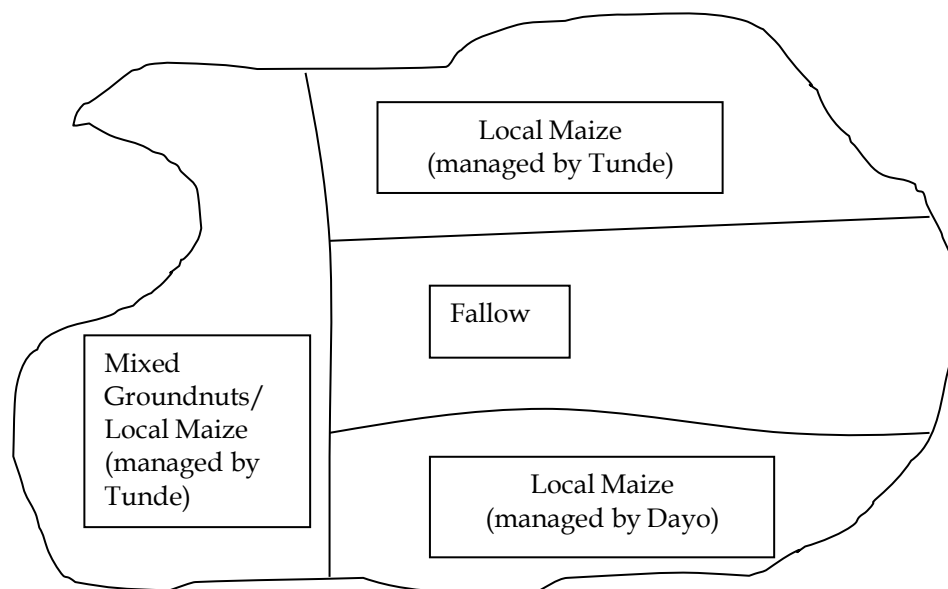 Local Maize
(managed by Tunde)
Fallow
Mixed
Groundnuts/
Local Maize
(managed by
Tunde)
Local Maize
(managed by Dayo)